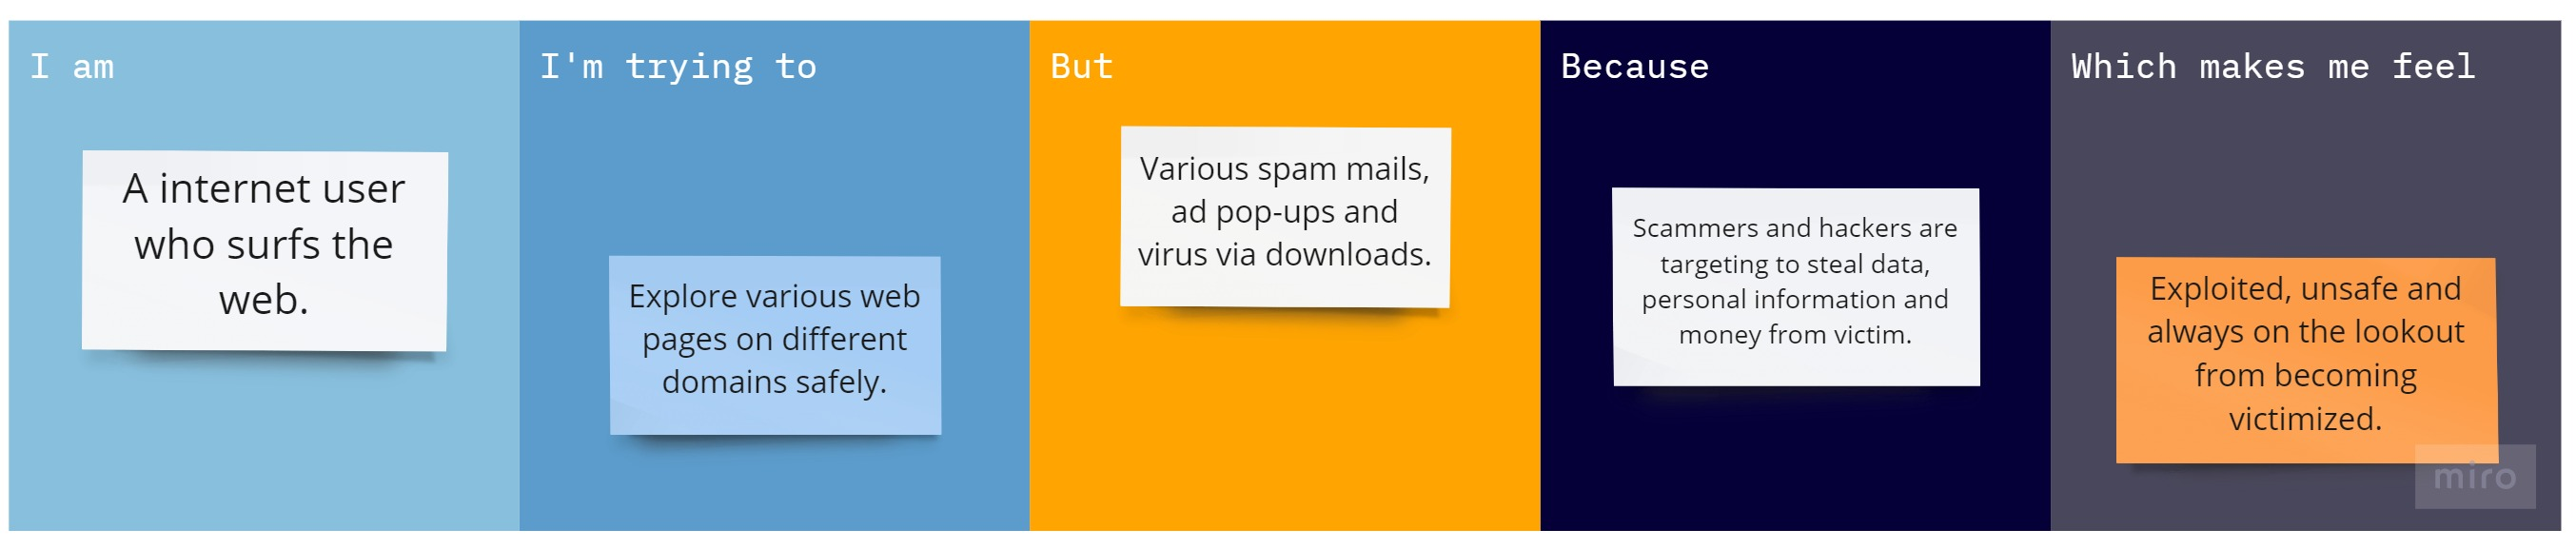 I am
A internet user
who surfs the
web.
I'm trying to
Explore various web
pages on different
domains safely.
But
Various spam mails,
ad pop-ups and
virus via downloads.
Because
Scammers and hackers are
targeting to steal data,
personal information and
money from victim.
Which makes me feel
Exploited, unsafe and
always on the lookout
from becoming
victimized.
miro